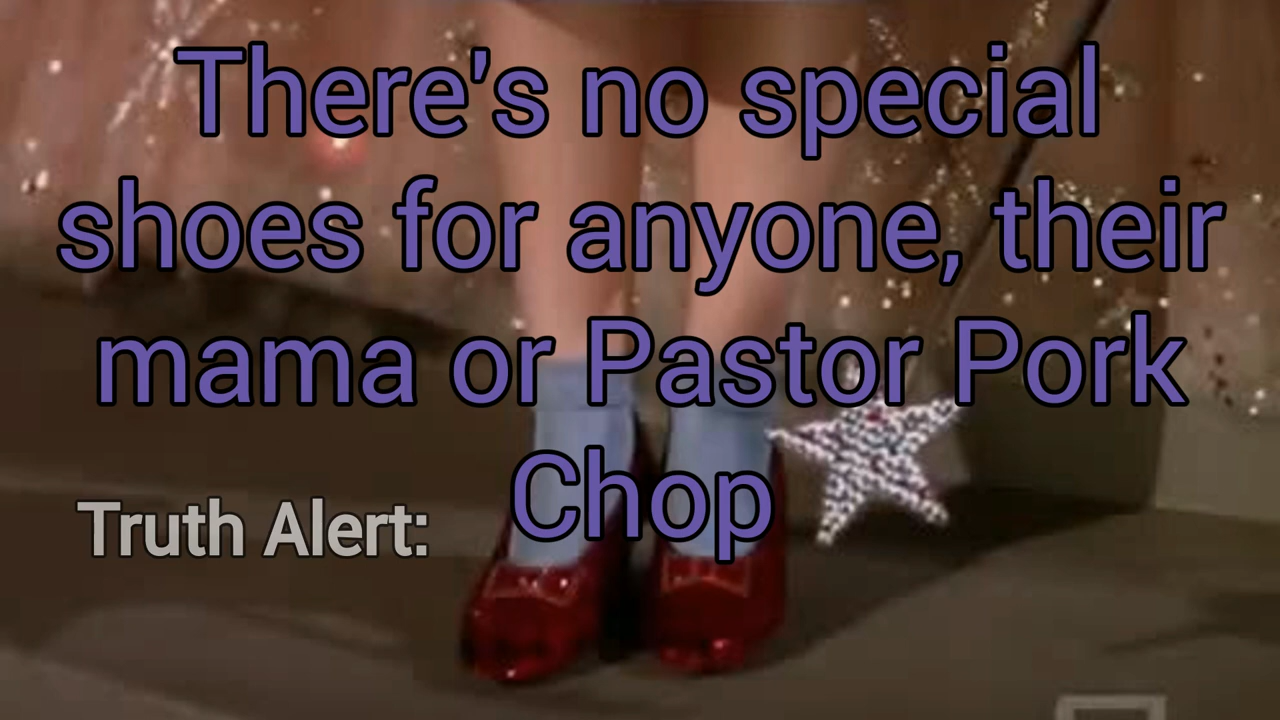 There's no special
shoes for anyone, their
mama or Pastor Pork
Chop
Truth Alert: